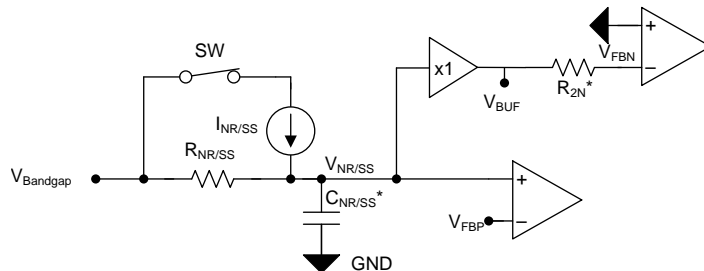 SW
x1
+
V_FBN
−
V_BUF
R_2N*
I_NR/SS
R_NR/SS
V_NR/SS
V_Bandgap
C_NR/SS*
+
V_FBP
−
GND